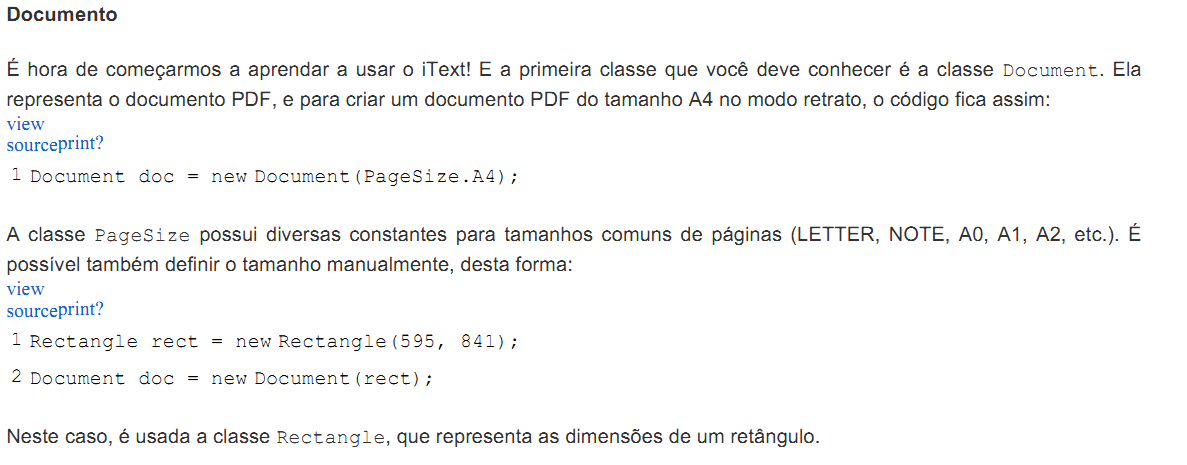 Documento
É hora de começarmos a aprendar a usar o iText! E a primeira classe que você deve conhecer é a classe Document. Ela
representa o documento PDF, e para criar um documento PDF do tamanho A4 no modo retrato, o código fica assim:
view
sourceprint?
1 Document doc = new Document(PageSize.A4);
A classe PageSize possui diversas constantes para tamanhos comuns de páginas (LETTER, NOTE, A0, A1, A2, etc.). É
possível também definir o tamanho manualmente, desta forma:
view
sourceprint?
1 Rectangle rect = new Rectangle(595, 841);
2 Document doc = new Document(rect);
Neste caso, é usada a classe Rectangle, que representa as dimensões de um retângulo.